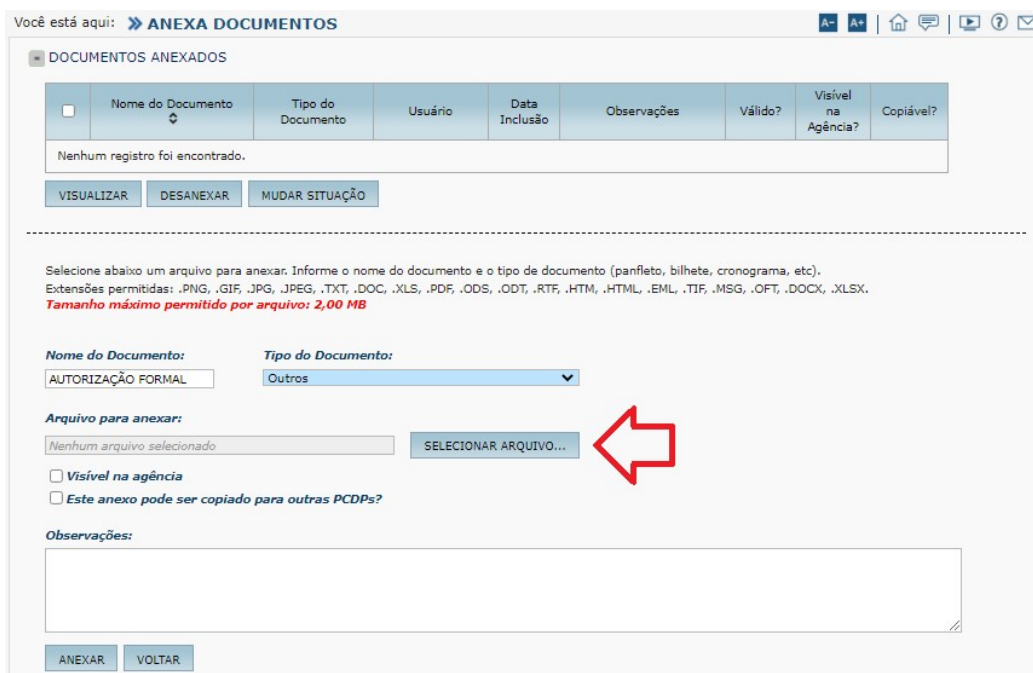 Você está aqui: ANEXA DOCUMENTOS A- A+
DOCUMENTOS ANEXADOS
Nome do Documento Tipo do Documento Usuário Data Inclusão Observações Válido? Visível na Agência? Copiável?
Nenhum registro foi encontrado.
VISUALIZAR DESANEXAR MUDAR SITUAÇÃO
Selecione abaixo um arquivo para anexar. Informe o nome do documento e o tipo de documento (panfleto, bilhete, cronograma, etc).
Extensões permitidas: .PNG, .GIF, .JPG, .JPEG, .TXT, .DOC, .XLS, .PDF, .ODS, .ODT, .RTF, .HTM, .HTML, .EML, .TIF, .MSG, .OFT, .DOCX, .XLSX.
Tamanho máximo permitido por arquivo: 2,00 MB
Nome do Documento: Tipo do Documento:
AUTORIZAÇÃO FORMAL Outros
Arquivo para anexar:
Nenhum arquivo selecionado SELECIONAR ARQUIVO...
Visível na agência
Este anexo pode ser copiado para outras PCDPs?
Observações:
ANEXAR VOLTAR